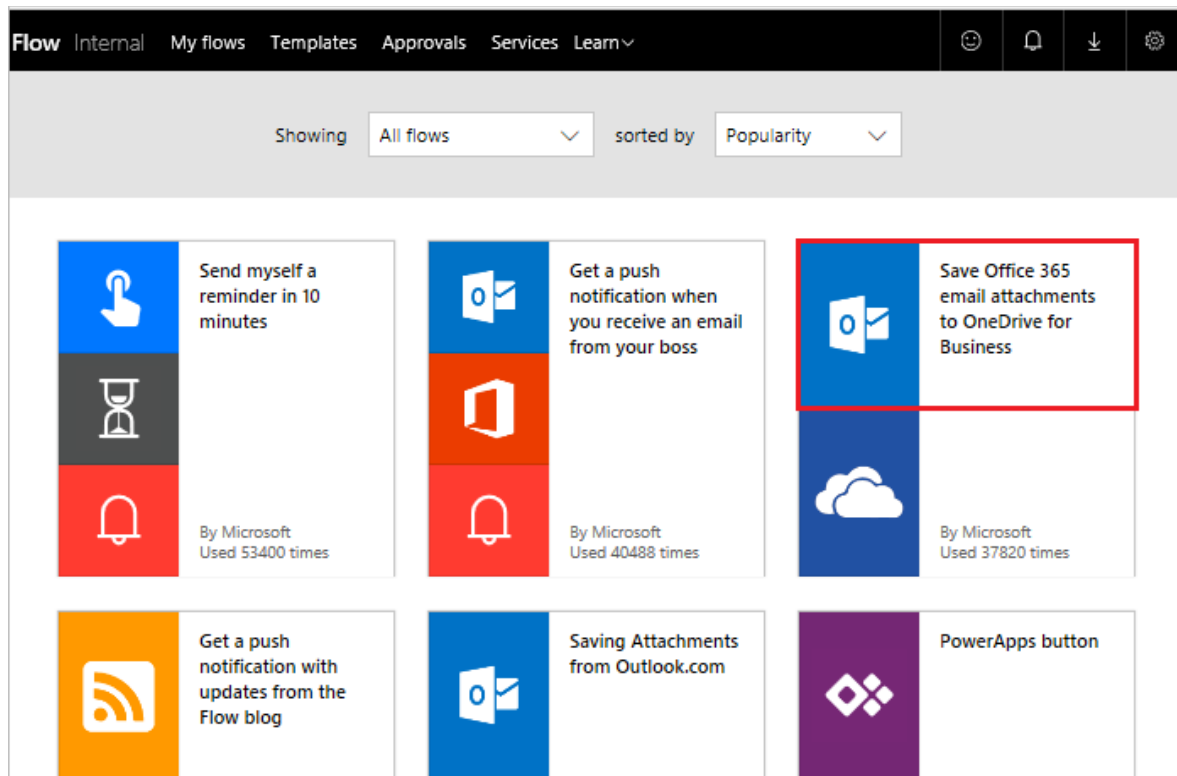 Flow Internal My flows Templates Approvals Services Learn
Showing All flows sorted by Popularity
Send myself a
reminder in 10
minutes
By Microsoft
Used 53400 times
Get a push
notification when
you receive an email
from your boss
By Microsoft
Used 40488 times
Save Office 365
email attachments
to OneDrive for
Business
By Microsoft
Used 37820 times
Get a push
notification with
updates from the
Flow blog
Saving Attachments
from Outlook.com
PowerApps button